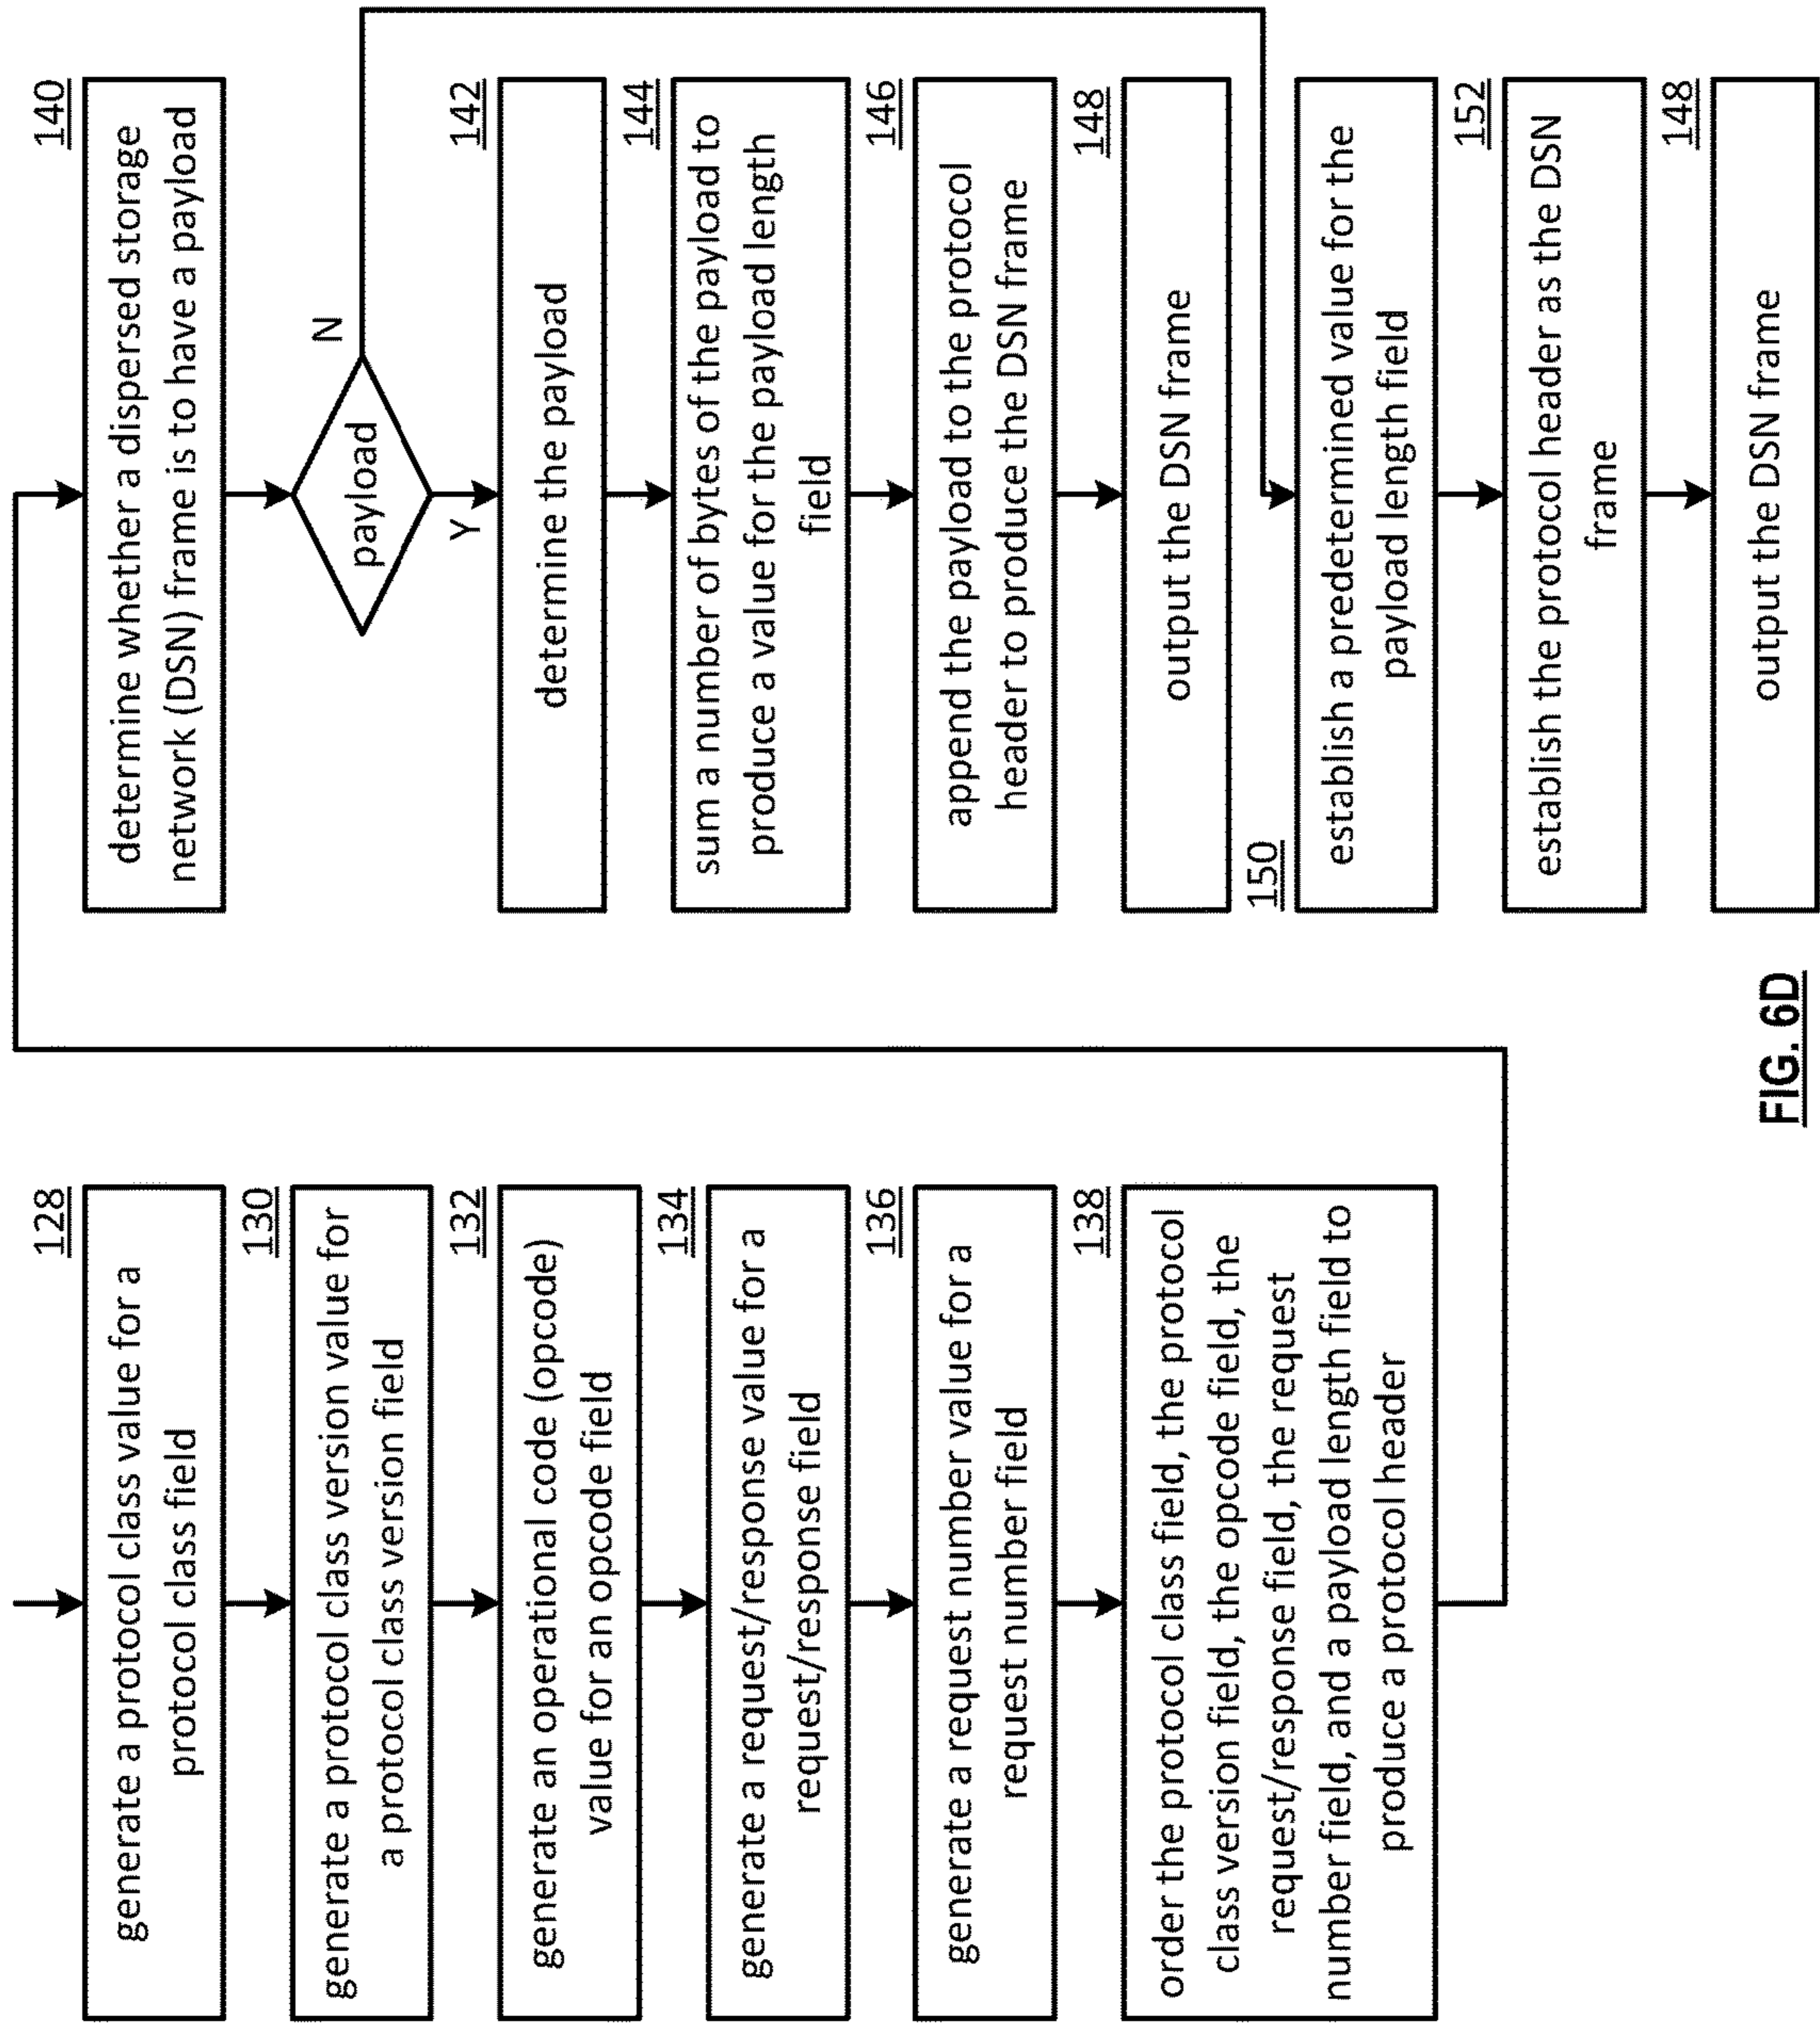 128
generate a protocol class value for a
protocol class field
130
generate a protocol class version value for
a protocol class version field
132
generate an operational code (opcode)
value for an opcode field
134
generate a request/response value for a
request/response field
136
generate a request number value for a
request number field
138
order the protocol class field, the protocol
class version field, the opcode field, the
request/response field, the request
number field, and a payload length field to
produce a protocol header
140
determine whether a dispersed storage
network (DSN) frame is to have a payload
payload
N
Y
142
determine the payload
144
sum a number of bytes of the payload to
produce a value for the payload length
field
146
append the payload to the protocol
header to produce the DSN frame
148
output the DSN frame
150
establish a predetermined value for the
payload length field
152
establish the protocol header as the DSN
frame
148
output the DSN frame
FIG. 6D